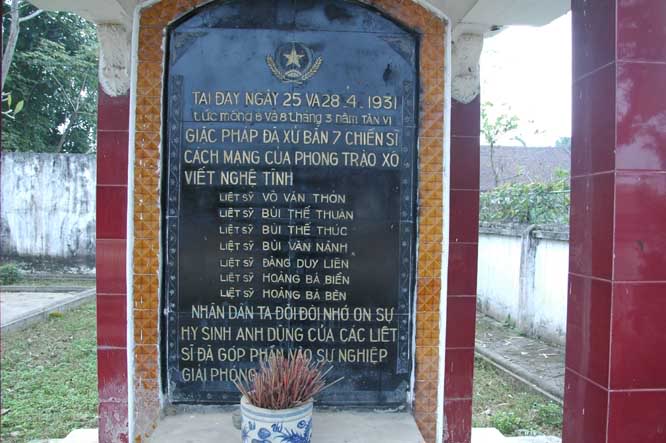 TẠI ĐÂY NGÀY 25 VÀ 28.4.1931
tức mồng 8 và 8 tháng 3 năm TÂN VỊ
GIẶC PHÁP ĐÃ XỬ BẮN 7 CHIẾN SĨ
CÁCH MẠNG CỦA PHONG TRÀO XÔ
VIẾT NGHỆ TĨNH
LIỆT SỸ VÕ VĂN THỜN
LIỆT SỸ BÙI THẾ THUẦN
LIỆT SỸ BÙI THẾ THÚC
LIỆT SỸ BÙI VĂN NÁNH
LIỆT SỸ ĐẶNG DUY LIÊN
LIỆT SỸ HOÀNG BÁ BIỂN
LIỆT SỸ HOÀNG BÁ BÊN
NHÂN DÂN TA ĐỜI ĐỜI NHỚ ƠN SỰ
HY SINH ANH DŨNG CỦA CÁC LIỆT
SĨ ĐÃ GÓP PHẦN VÀO SỰ NGHIỆP
GIẢI PHÓNG